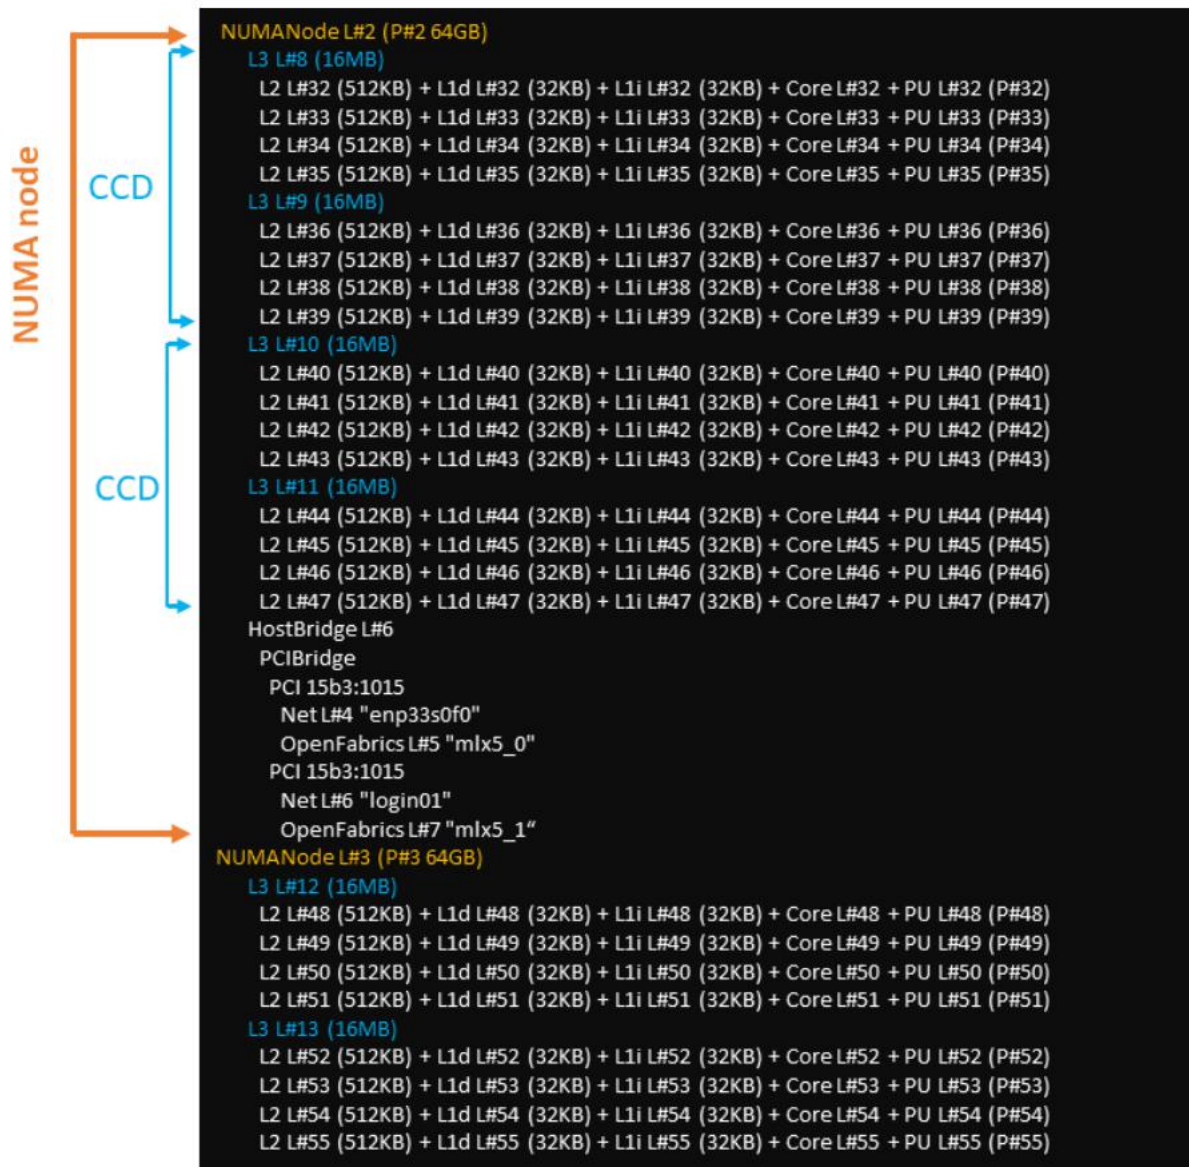 NUMA node
CCD
CCD
NUMANode L#2 (P#2 64GB)
L3 L#8 (16MB)
L2 L#32 (512KB) + L1d L#32 (32KB) + L1i L#32 (32KB) + Core L#32 + PU L#32 (P#32)
L2 L#33 (512KB) + L1d L#33 (32KB) + L1i L#33 (32KB) + Core L#33 + PU L#33 (P#33)
L2 L#34 (512KB) + L1d L#34 (32KB) + L1i L#34 (32KB) + Core L#34 + PU L#34 (P#34)
L2 L#35 (512KB) + L1d L#35 (32KB) + L1i L#35 (32KB) + Core L#35 + PU L#35 (P#35)
L3 L#9 (16MB)
L2 L#36 (512KB) + L1d L#36 (32KB) + L1i L#36 (32KB) + Core L#36 + PU L#36 (P#36)
L2 L#37 (512KB) + L1d L#37 (32KB) + L1i L#37 (32KB) + Core L#37 + PU L#37 (P#37)
L2 L#38 (512KB) + L1d L#38 (32KB) + L1i L#38 (32KB) + Core L#38 + PU L#38 (P#38)
L2 L#39 (512KB) + L1d L#39 (32KB) + L1i L#39 (32KB) + Core L#39 + PU L#39 (P#39)
L3 L#10 (16MB)
L2 L#40 (512KB) + L1d L#40 (32KB) + L1i L#40 (32KB) + Core L#40 + PU L#40 (P#40)
L2 L#41 (512KB) + L1d L#41 (32KB) + L1i L#41 (32KB) + Core L#41 + PU L#41 (P#41)
L2 L#42 (512KB) + L1d L#42 (32KB) + L1i L#42 (32KB) + Core L#42 + PU L#42 (P#42)
L2 L#43 (512KB) + L1d L#43 (32KB) + L1i L#43 (32KB) + Core L#43 + PU L#43 (P#43)
L3 L#11 (16MB)
L2 L#44 (512KB) + L1d L#44 (32KB) + L1i L#44 (32KB) + Core L#44 + PU L#44 (P#44)
L2 L#45 (512KB) + L1d L#45 (32KB) + L1i L#45 (32KB) + Core L#45 + PU L#45 (P#45)
L2 L#46 (512KB) + L1d L#46 (32KB) + L1i L#46 (32KB) + Core L#46 + PU L#46 (P#46)
L2 L#47 (512KB) + L1d L#47 (32KB) + L1i L#47 (32KB) + Core L#47 + PU L#47 (P#47)
HostBridge L#6
PCIBridge
PCI 15b3:1015
Net L#4 "enp33s0f0"
OpenFabrics L#5 "mlx5_0"
PCI 15b3:1015
Net L#6 "login01"
OpenFabrics L#7 "mlx5_1“
NUMANode L#3 (P#3 64GB)
L3 L#12 (16MB)
L2 L#48 (512KB) + L1d L#48 (32KB) + L1i L#48 (32KB) + Core L#48 + PU L#48 (P#48)
L2 L#49 (512KB) + L1d L#49 (32KB) + L1i L#49 (32KB) + Core L#49 + PU L#49 (P#49)
L2 L#50 (512KB) + L1d L#50 (32KB) + L1i L#50 (32KB) + Core L#50 + PU L#50 (P#50)
L2 L#51 (512KB) + L1d L#51 (32KB) + L1i L#51 (32KB) + Core L#51 + PU L#51 (P#51)
L3 L#13 (16MB)
L2 L#52 (512KB) + L1d L#52 (32KB) + L1i L#52 (32KB) + Core L#52 + PU L#52 (P#52)
L2 L#53 (512KB) + L1d L#53 (32KB) + L1i L#53 (32KB) + Core L#53 + PU L#53 (P#53)
L2 L#54 (512KB) + L1d L#54 (32KB) + L1i L#54 (32KB) + Core L#54 + PU L#54 (P#54)
L2 L#55 (512KB) + L1d L#55 (32KB) + L1i L#55 (32KB) + Core L#55 + PU L#55 (P#55)